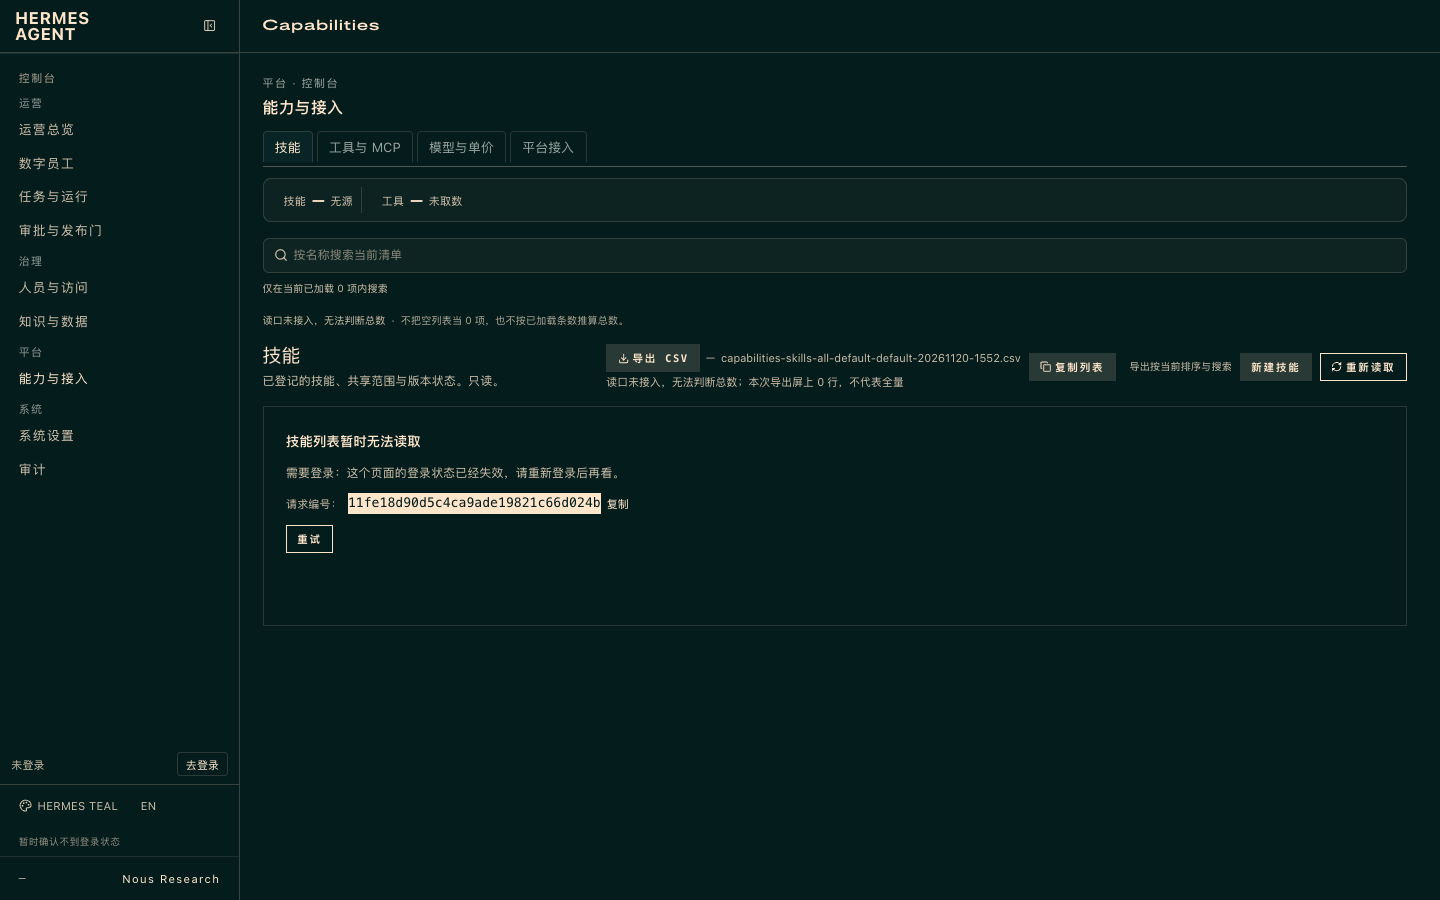 HERMES
AGENT
Capabilities
控制台
运营
运营总览
数字员工
任务与运行
审批与发布门
治理
人员与访问
知识与数据
平台
能力与接入
系统
系统设置
审计
未登录
去登录
HERMES TEAL EN
暂时确认不到登录状态
— Nous Research
平台 · 控制台
能力与接入
技能 工具与 MCP 模型与单价 平台接入
技能 — 无源 工具 — 未取数
按名称搜索当前清单
仅在当前已加载 0 项内搜索
读口未接入，无法判断总数 · 不把空列表当 0 项，也不按已加载条数推算总数。
技能
已登记的技能、共享范围与版本状态。只读。
导出 CSV — capabilities-skills-all-default-default-20261120-1552.csv
读口未接入，无法判断总数；本次导出屏上 0 行，不代表全量
复制列表 导出按当前排序与搜索 新建技能 重新读取
技能列表暂时无法读取
需要登录：这个页面的登录状态已经失效，请重新登录后再看。
请求编号： 11fe18d90d5c4ca9ade19821c66d024b 复制
重试